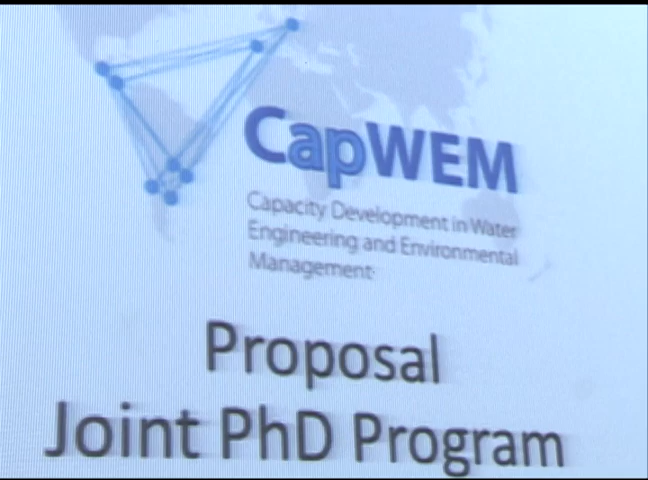 CapWEM
Capacity Development in Water
Engineering and Environmental
Management
Proposal
Joint PhD Program